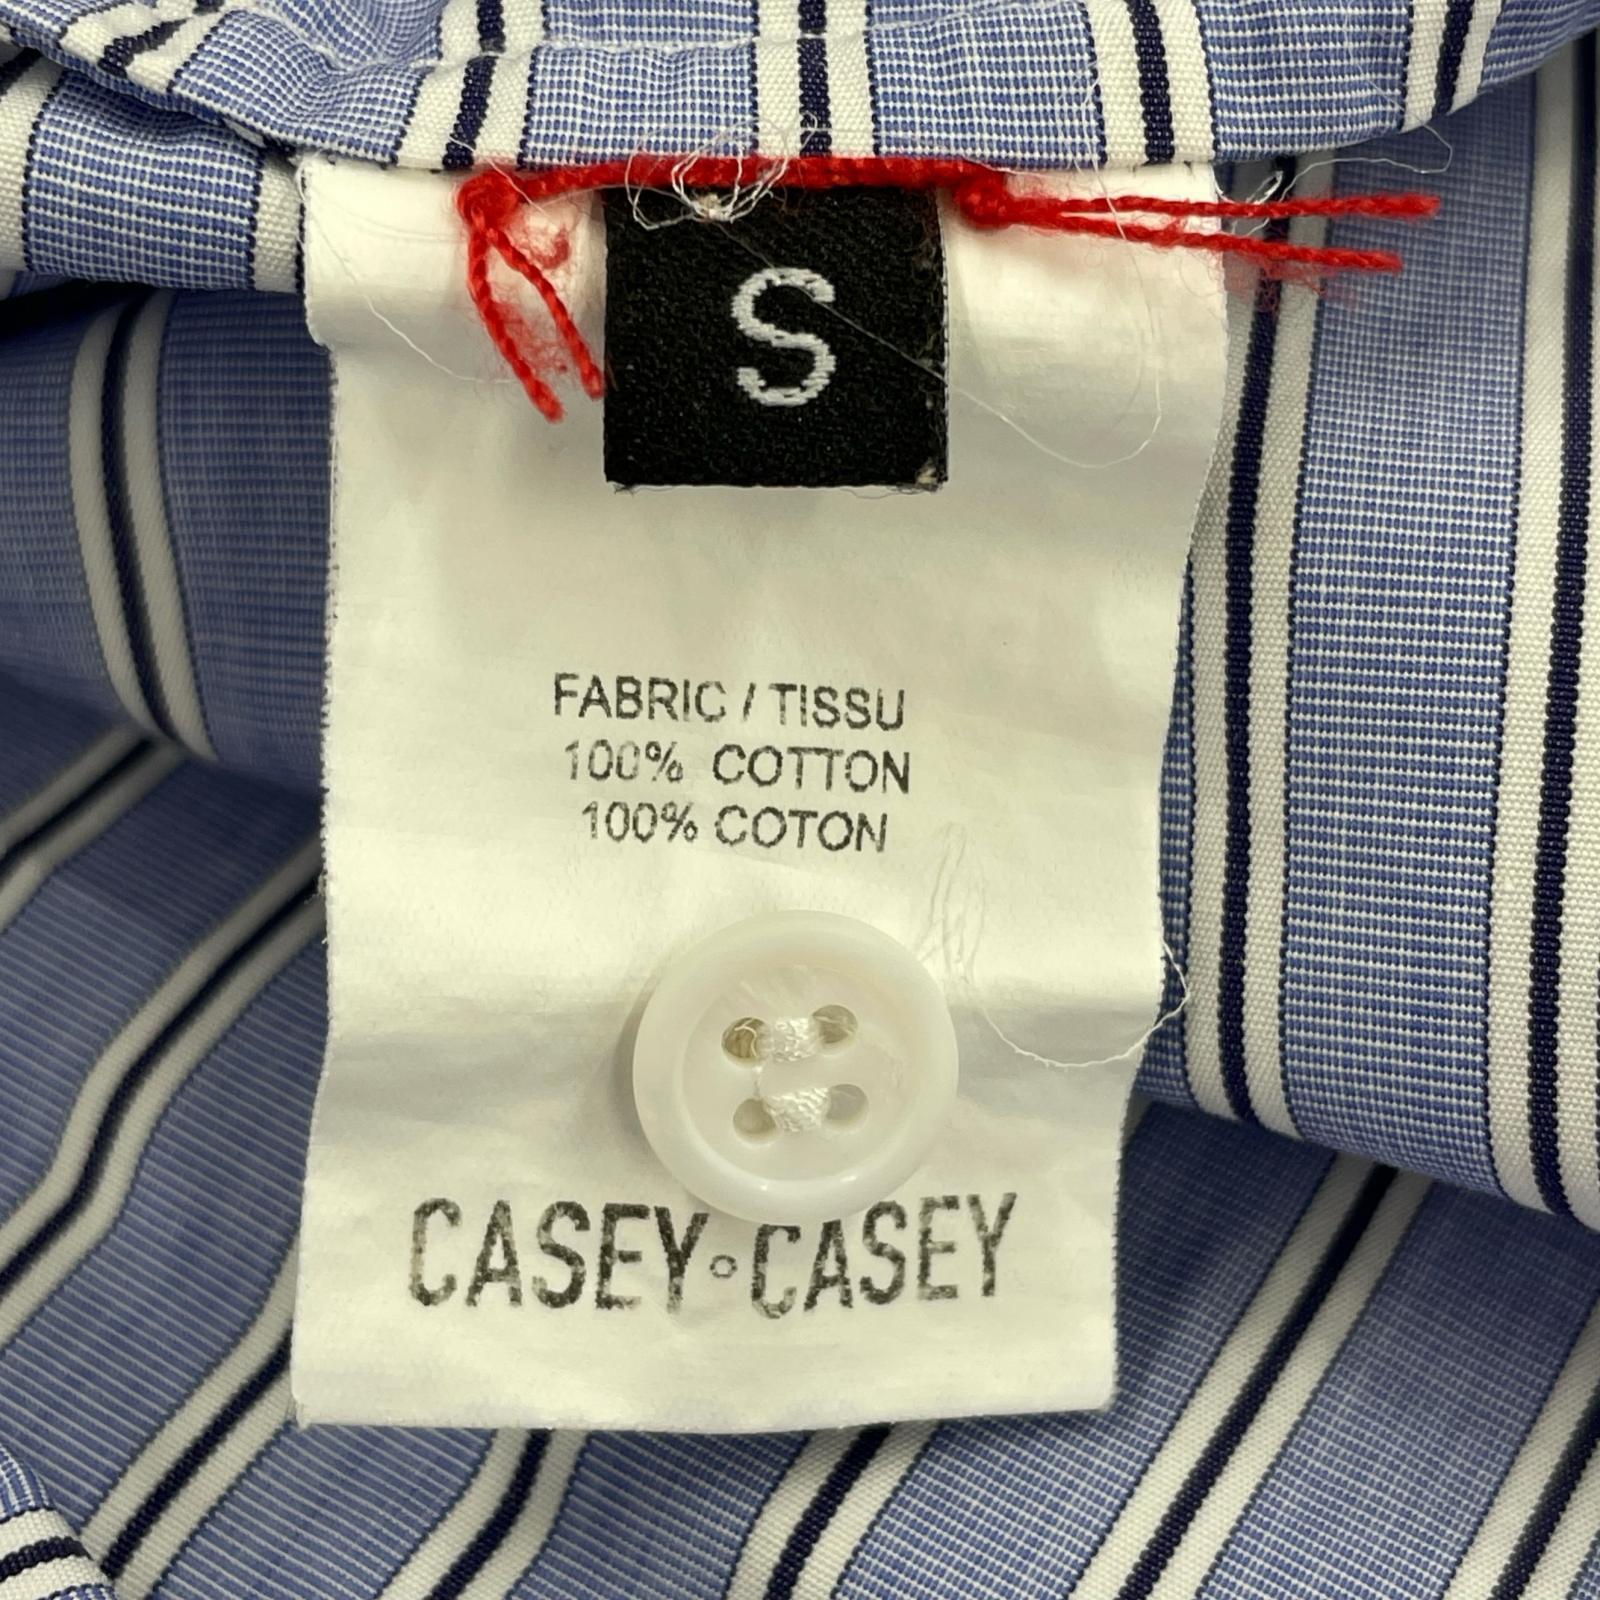 S
FABRIC / TISSU
100% COTTON
100% COTON
CASEY◦CASEY